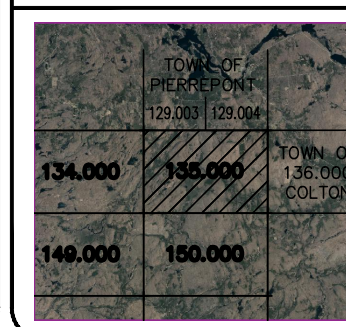 TOWN OF
PIERREPONT
129.003 129.004
134.000 135.000 TOWN O
136.000
COLTON
149.000 150.000